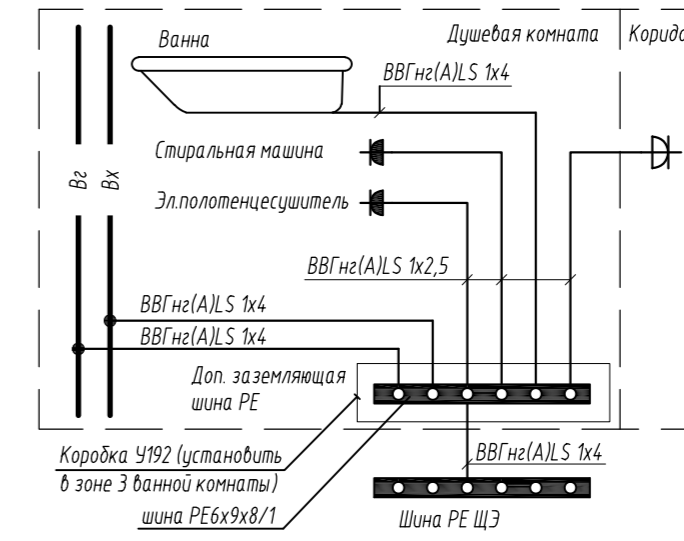 Ванна
Душевая комната
Коридо
ВВГнг(А)LS 1х4
Стиральная машина
Вг
Вх
Эл.полотенцесушитель
ВВГнг(А)LS 1х2,5
ВВГнг(А)LS 1х4
ВВГнг(А)LS 1х4
Доп. заземляющая
шина РЕ
Коробка У192 (установить
в зоне 3 ванной комнаты)
ВВГнг(А)LS 1х4
шина РЕ6х9х8/1
Шина РЕ ЩЭ